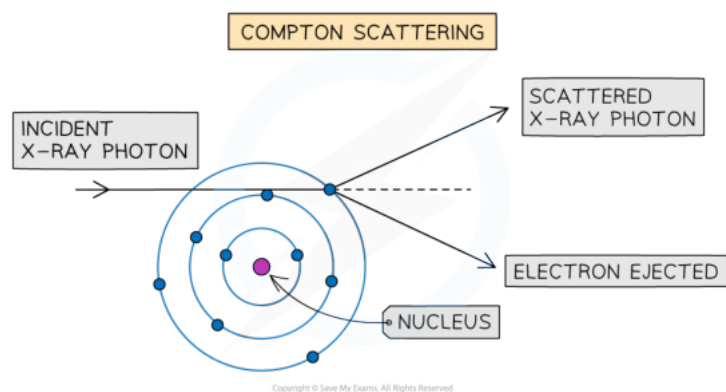 COMPTON SCATTERING
INCIDENT
X-RAY PHOTON
SCATTERED
X-RAY PHOTON
ELECTRON EJECTED
NUCLEUS
Copyright © Save My Exams. All Rights Reserved